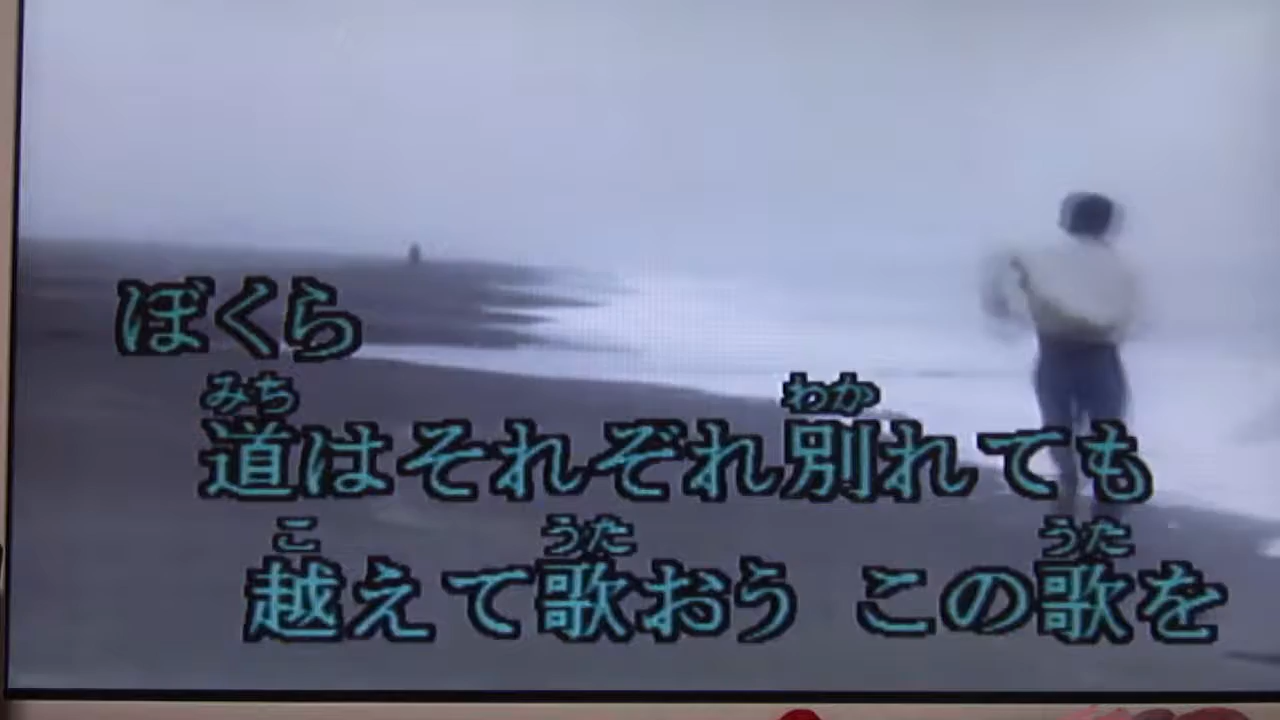 ぼくら
みち わか
道はそれぞれ別れても
こ うた うた
越えて歌おう この歌を